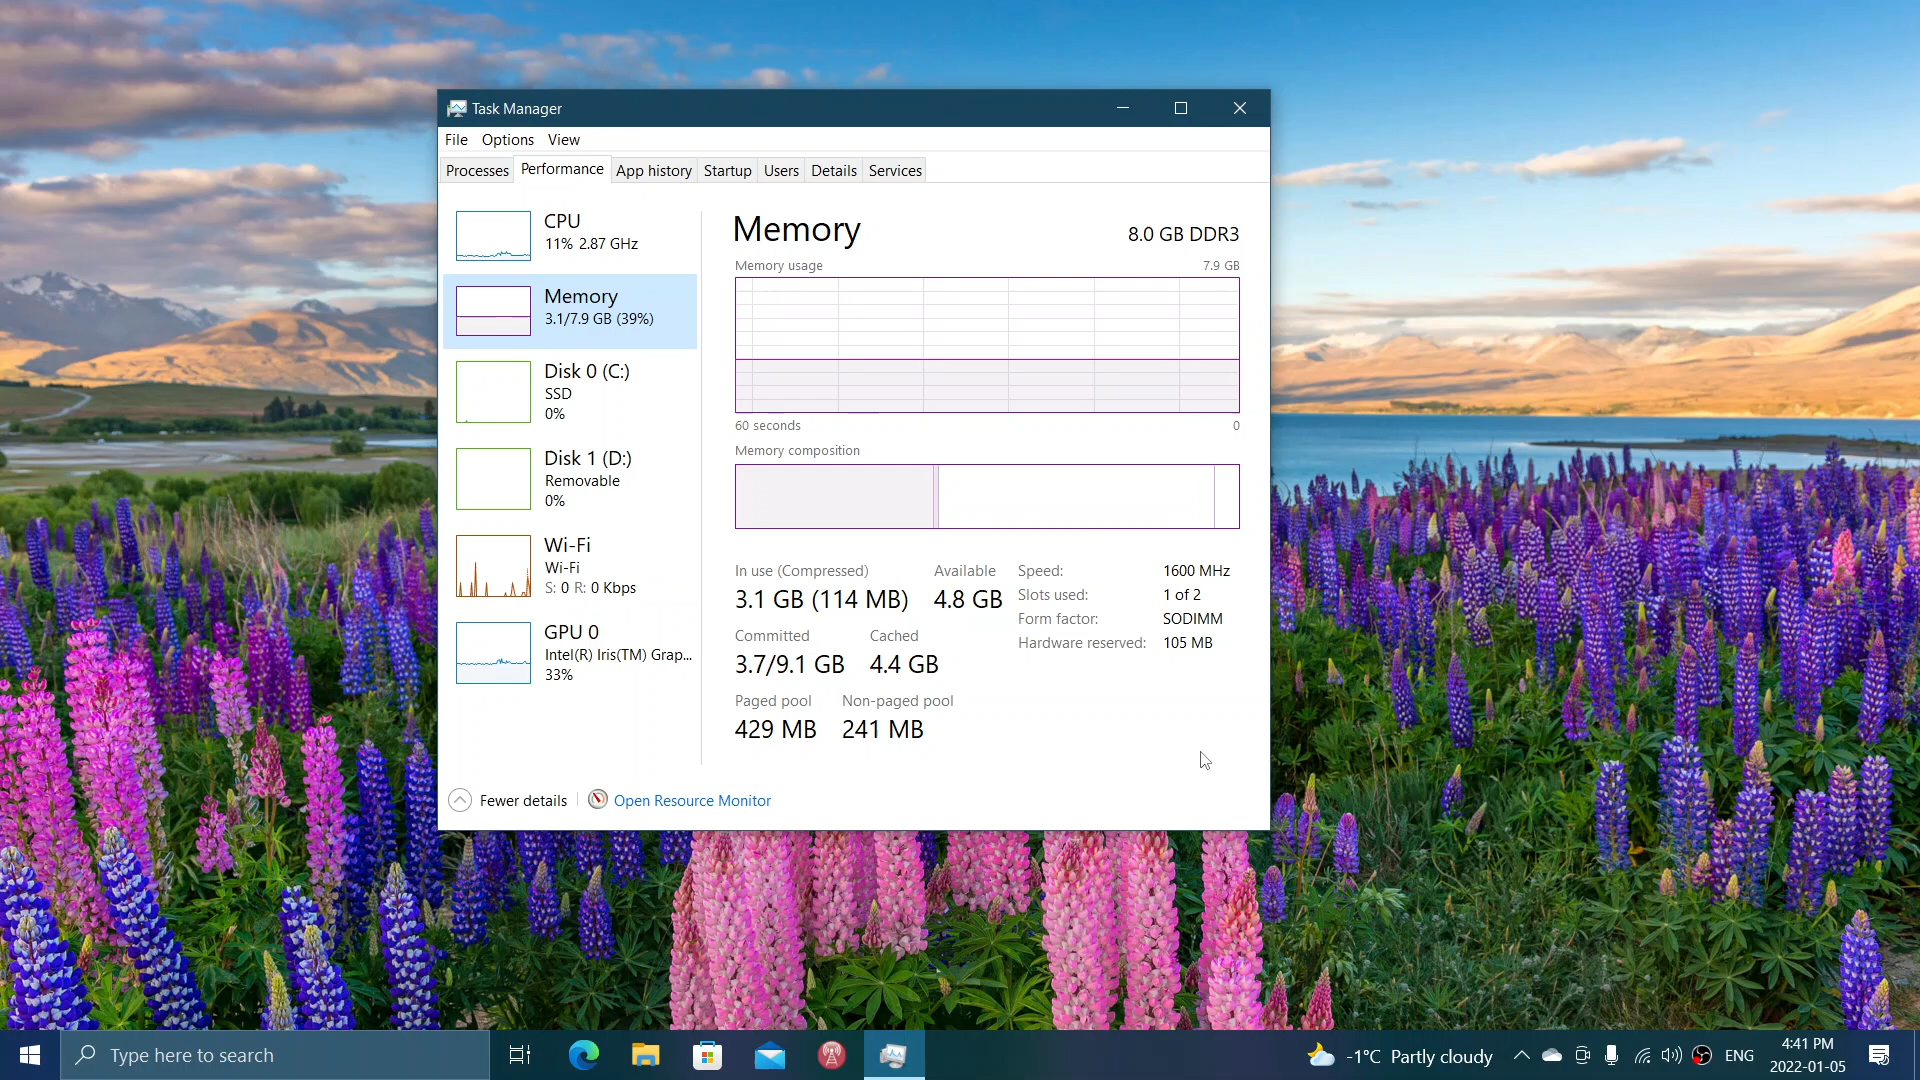 Task Manager
File Options View
Processes Performance App history Startup Users Details Services
CPU
11% 2.87 GHz
Memory
3.1/7.9 GB (39%)
Disk 0 (C:)
SSD
0%
Disk 1 (D:)
Removable
0%
Wi-Fi
Wi-Fi
S: 0 R: 0 Kbps
GPU 0
Intel(R) Iris(TM) Grap...
33%
Memory 8.0 GB DDR3
Memory usage 7.9 GB
60 seconds 0
Memory composition
In use (Compressed) Available
3.1 GB (114 MB) 4.8 GB
Committed Cached
3.7/9.1 GB 4.4 GB
Paged pool Non-paged pool
429 MB 241 MB
Speed: 1600 MHz
Slots used: 1 of 2
Form factor: SODIMM
Hardware reserved: 105 MB
Fewer details Open Resource Monitor
Type here to search
-1°C Partly cloudy
ENG
4:41 PM
2022-01-05